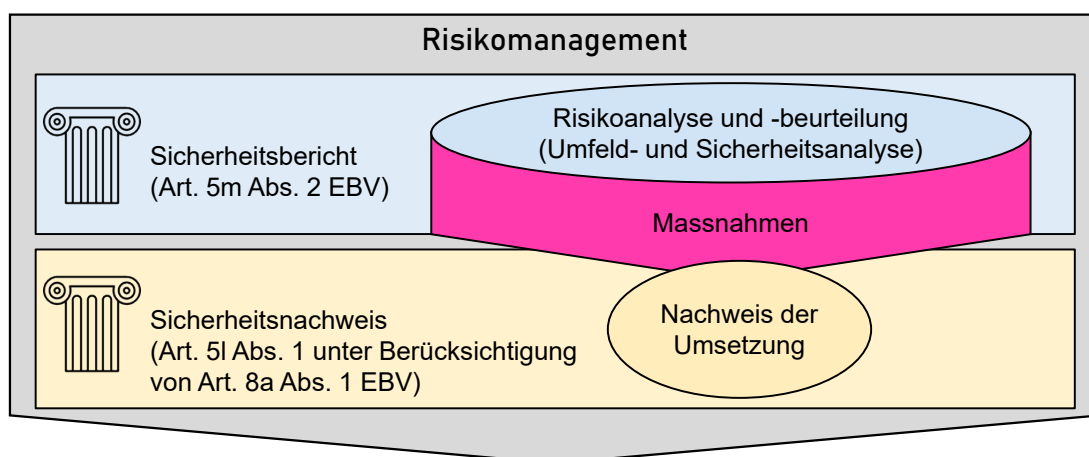 Risikomanagement
Risikoanalyse und -beurteilung
(Umfeld- und Sicherheitsanalyse)
Sicherheitsbericht
(Art. 5m Abs. 2 EBV)
Massnahmen
Sicherheitsnachweis
(Art. 5l Abs. 1 unter Berücksichtigung
von Art. 8a Abs. 1 EBV)
Nachweis der
Umsetzung